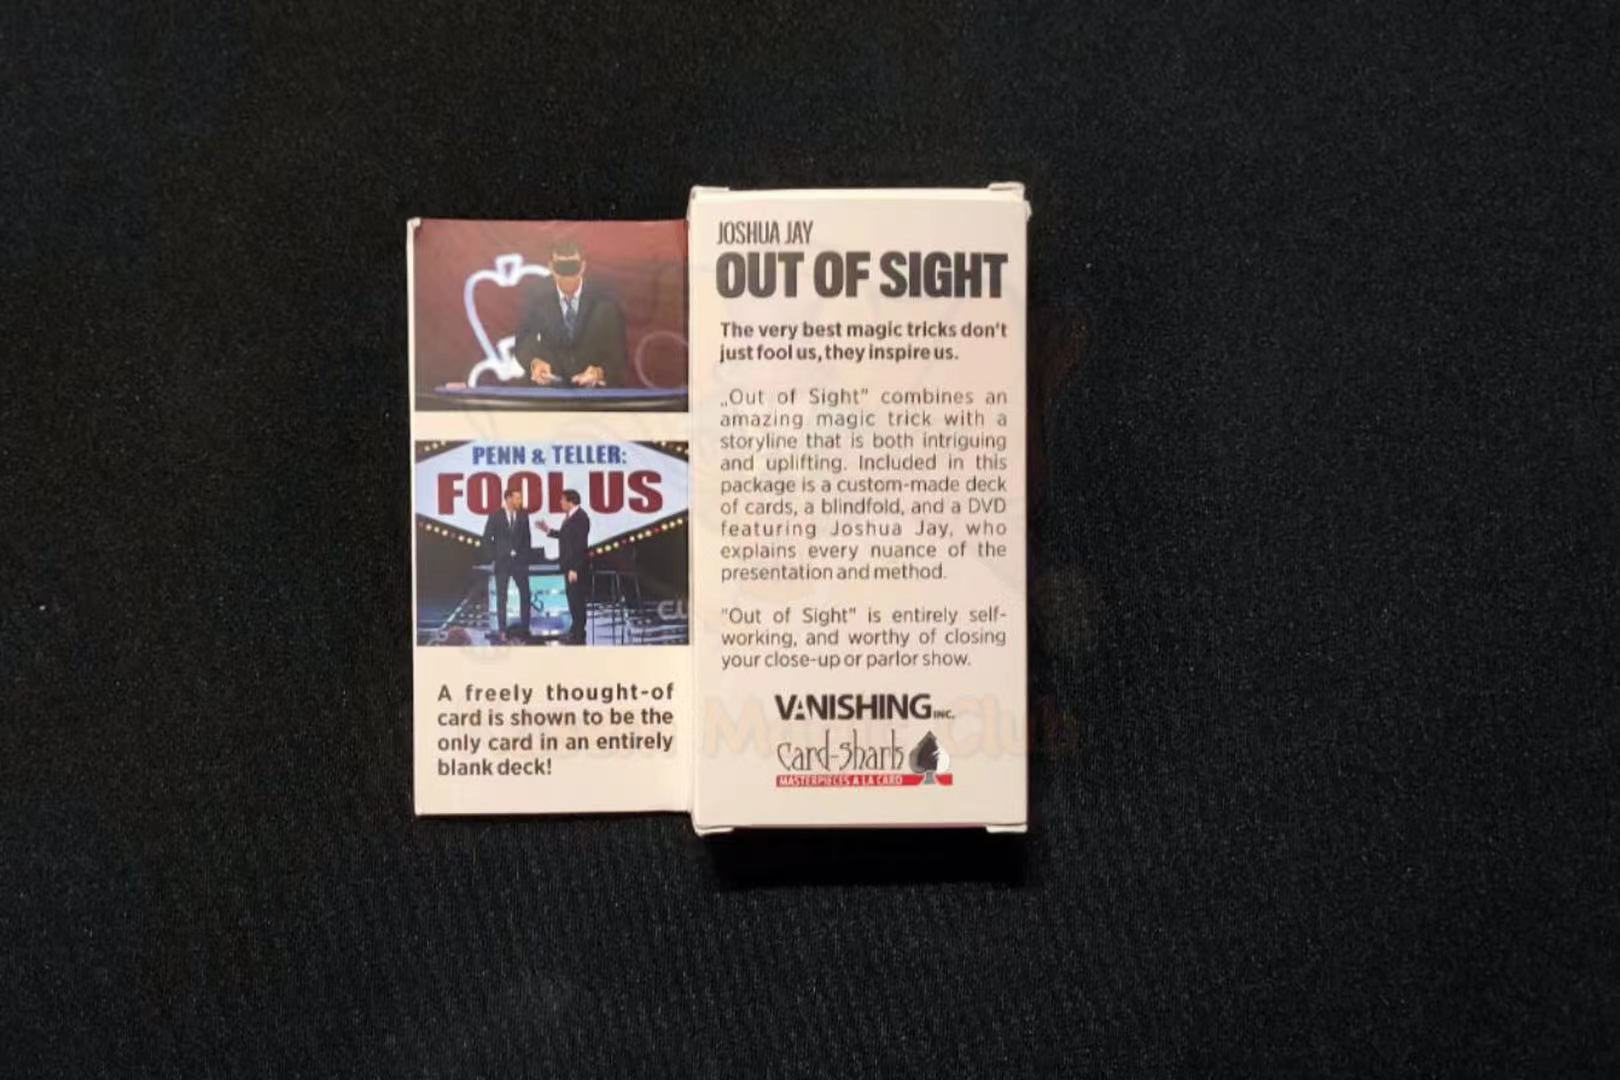 PENN & TELLER:
FOOL US
A freely thought-of
card is shown to be the
only card in an entirely
blank deck!
JOSHUA JAY
OUT OF SIGHT
The very best magic tricks don't
just fool us, they inspire us.
„Out of Sight" combines an
amazing magic trick with a
storyline that is both intriguing
and uplifting. Included in this
package is a custom-made deck
of cards, a blindfold, and a DVD
featuring Joshua Jay, who
explains every nuance of the
presentation and method.
"Out of Sight" is entirely self-
working, and worthy of closing
your close-up or parlor show.
VANISHING INC.
Card-Shark
MASTERPIECES A LA CARD
Club